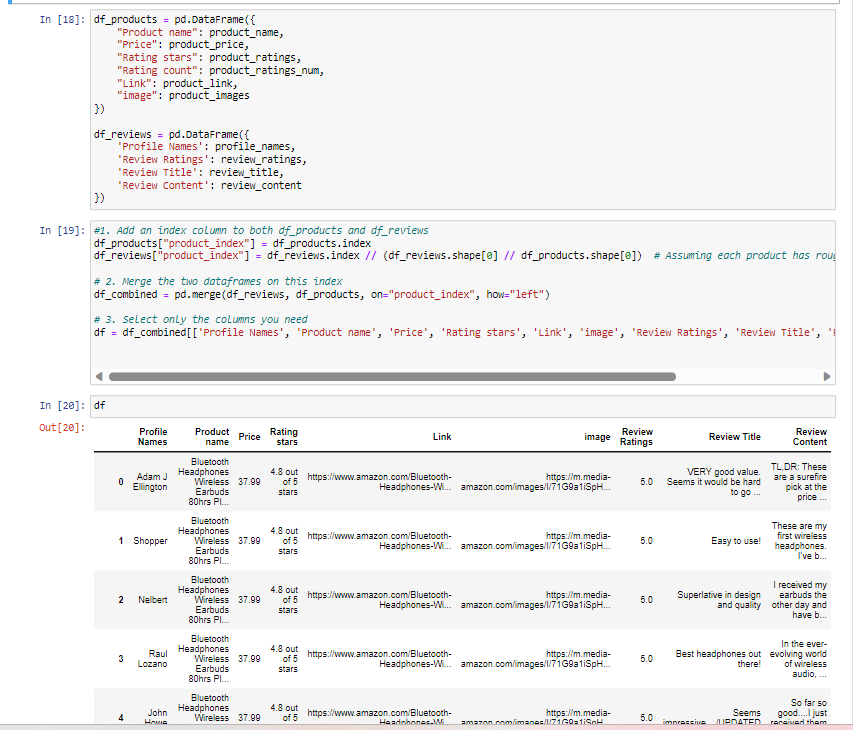 In [18]: df_products = pd.DataFrame({
"Product name": product_name,
"Price": product_price,
"Rating stars": product_ratings,
"Rating count": product_ratings_num,
"Link": product_link,
"image": product_images
})
df_reviews = pd.DataFrame({
'Profile Names': profile_names,
'Review Ratings': review_ratings,
'Review Title': review_title,
'Review Content': review_content
})
In [19]: #1. Add an index column to both df_products and df_reviews
df_products["product_index"] = df_products.index
df_reviews["product_index"] = df_reviews.index // (df_reviews.shape[0] // df_products.shape[0])  # Assuming each product has
# 2. Merge the two dataframes on this index
df_combined = pd.merge(df_reviews, df_products, on="product_index", how="left")
# 3. Select only the columns you need
df = df_combined[['Profile Names', 'Product name', 'Price', 'Rating stars', 'Link', 'image', 'Review Ratings', 'Review Title',
In [20]: df
Out[20]:
Profile Names Product name Price Rating stars Link image Review Ratings Review Title Review Content
0 Adam J Ellington Bluetooth Headphones Wireless Earbuds 80hrs Pl... 37.99 4.8 out of 5 stars https://www.amazon.com/Bluetooth-Headphones-Wi... https://m.media-amazon.com/images/I/71G9a1iSpH... 5.0 VERY good value. Seems it would be hard to go ... TL,DR: These are a surefire pick at the price ...
1 Shopper Bluetooth Headphones Wireless Earbuds 80hrs Pl... 37.99 4.8 out of 5 stars https://www.amazon.com/Bluetooth-Headphones-Wi... https://m.media-amazon.com/images/I/71G9a1iSpH... 5.0 Easy to use! These are my first wireless headphones. I've b...
2 Nelbert Bluetooth Headphones Wireless Earbuds 80hrs Pl... 37.99 4.8 out of 5 stars https://www.amazon.com/Bluetooth-Headphones-Wi... https://m.media-amazon.com/images/I/71G9a1iSpH... 5.0 Superlative in design and quality I received my earbuds the other day and have b...
3 Raul Lozano Bluetooth Headphones Wireless Earbuds 80hrs Pl... 37.99 4.8 out of 5 stars https://www.amazon.com/Bluetooth-Headphones-Wi... https://m.media-amazon.com/images/I/71G9a1iSpH... 5.0 Best headphones out there! In the ever-evolving world of wireless audio, ...
4 John Howe Bluetooth Headphones Wireless 37.99 4.8 out of 5 https://www.amazon.com/Bluetooth-Headphones-Wi... https://m.media-amazon.com/images/I/71G9a1iSpH... 5.0 Seems impressive...(UPDATED So far so good....I just received them